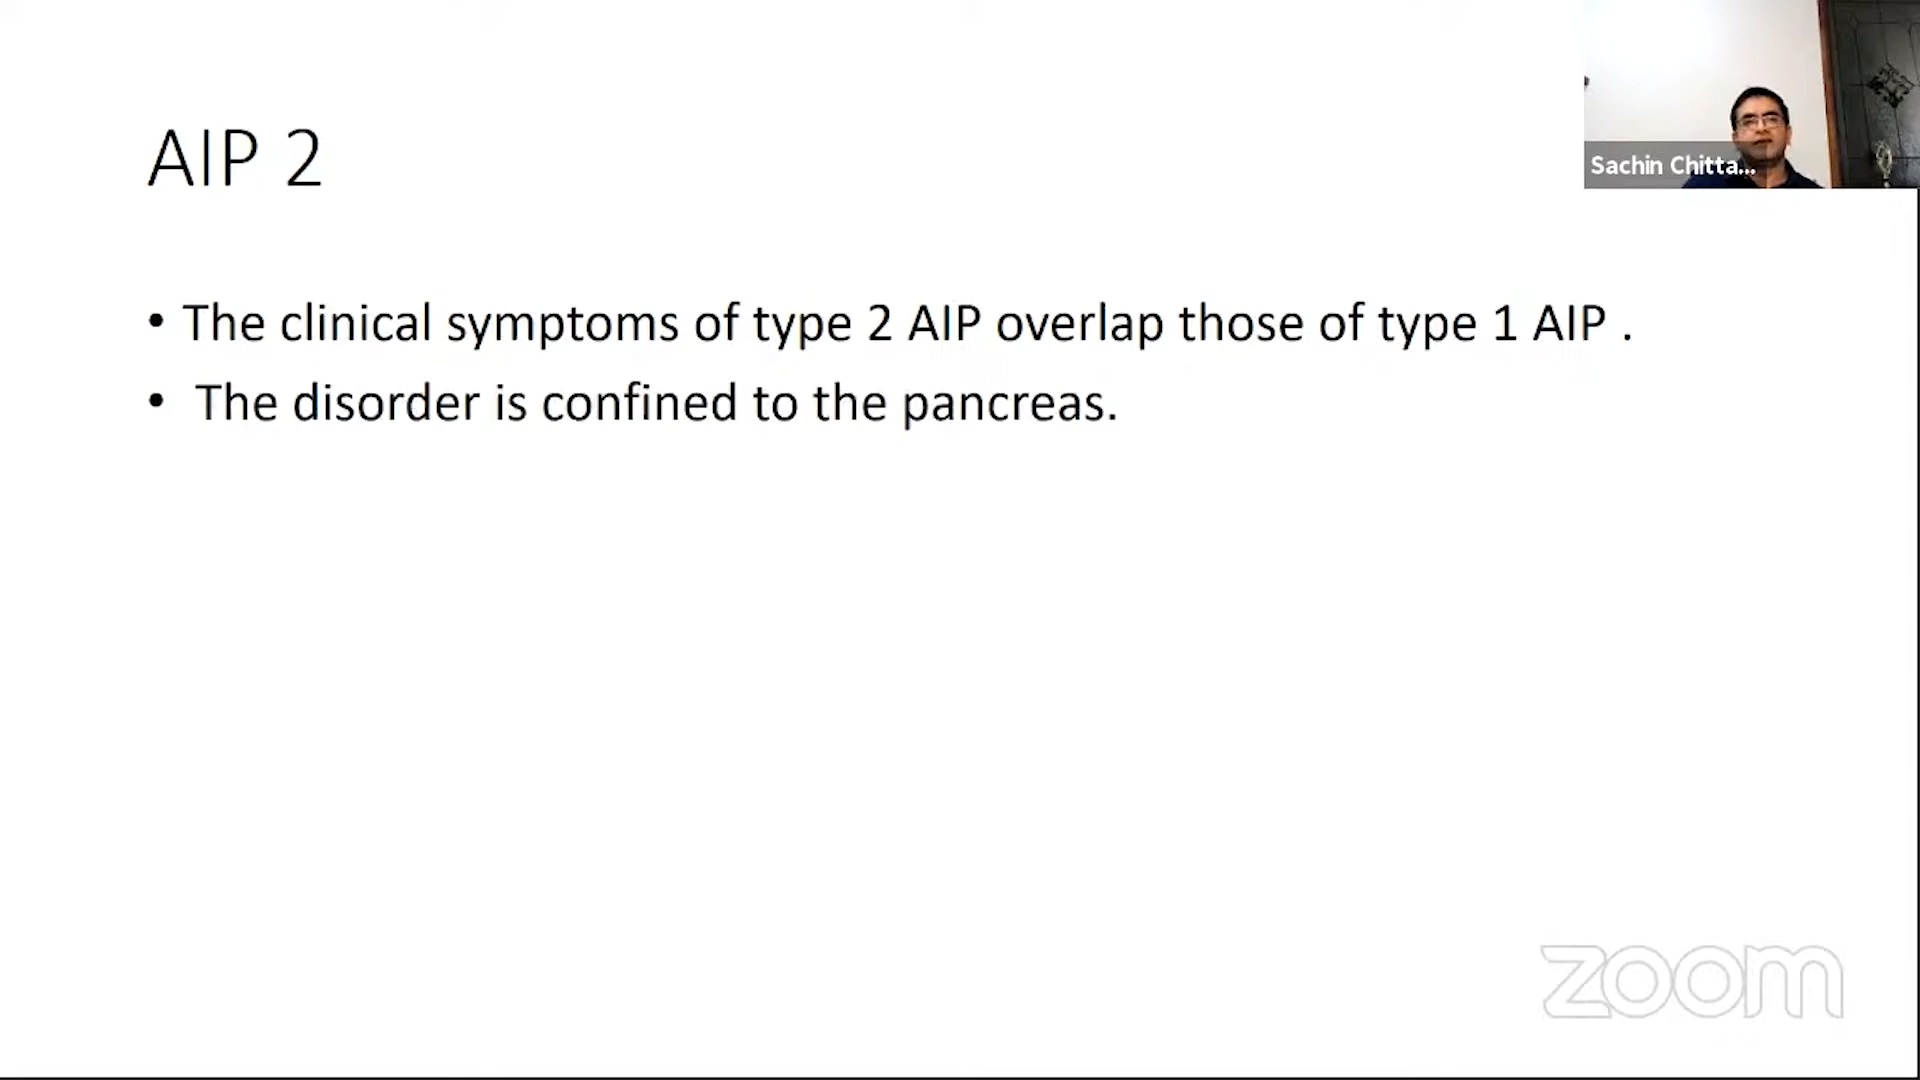 AIP 2
Sachin Chitta...
• The clinical symptoms of type 2 AIP overlap those of type 1 AIP .
• The disorder is confined to the pancreas.
zoom